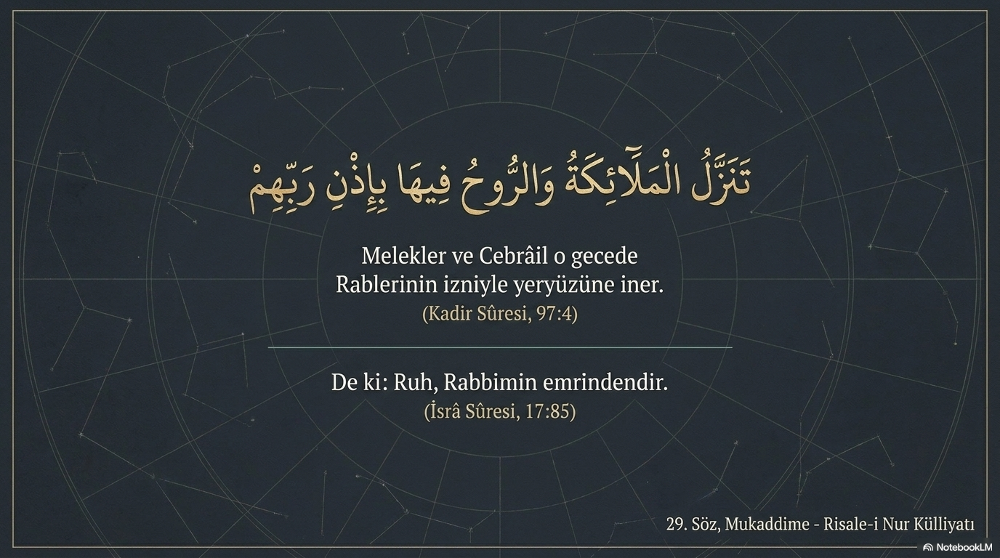 تَنَزَّلُ الْمَلَٓائِكَةُ وَالرُّوحُ فِيهَا بِإِذْنِ رَبِّهِمْ
Melekler ve Cebrâil o gecede
Rablerinin izniyle yeryüzüne iner.
(Kadir Sûresi, 97:4)
De ki: Ruh, Rabbimin emrindendir.
(İsrâ Sûresi, 17:85)
29. Söz, Mukaddime - Risale-i Nur Külliyatı
NotebookLM